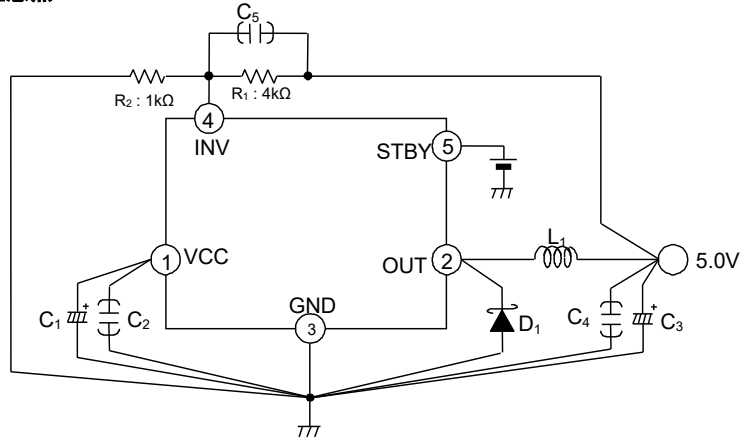 C5
R2 : 1kΩ
R1 : 4kΩ
4
INV
STBY
5
1
VCC
OUT
2
L1
5.0V
C1
+
C2
GND
3
D1
C4
+
C3